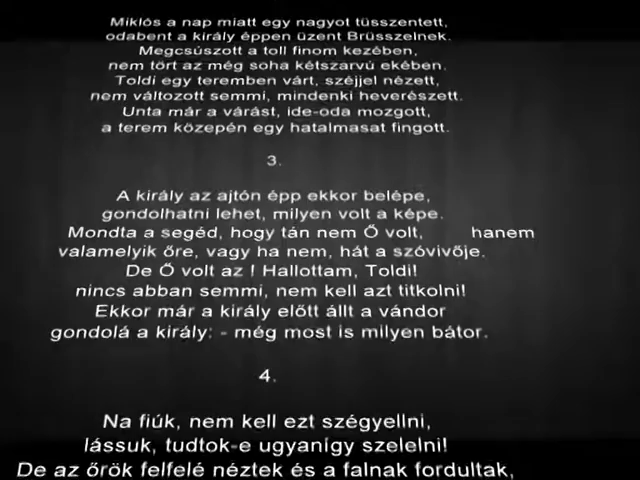 Miklós a nap miatt egy nagyot tüsszentett,
odabent a király éppen üzent Brüsszelnek.
Megcsúszott a toll finom kezében,
nem tört az még soha kétszarvú ekében.
Toldi egy teremben várt, széjjel nézett,
nem változott semmi, mindenki heverészett.
Unta már a várást, ide-oda mozgott,
a terem közepén egy hatalmasat fingott.
3.
A király az ajtón épp ekkor belépe,
gondolhatni lehet, milyen volt a képe.
Mondta a segéd, hogy tán nem Ő volt, hanem
valamelyik őre, vagy ha nem, hát a szóvivője.
De Ő volt az ! Hallottam, Toldi!
nincs abban semmi, nem kell azt titkolni!
Ekkor már a király előtt állt a vándor
gondolá a király: - még most is milyen bátor.
4.
Na fiúk, nem kell ezt szégyellni,
lássuk, tudtok-e ugyanígy szelelni!
De az őrök felfelé néztek és a falnak fordultak,